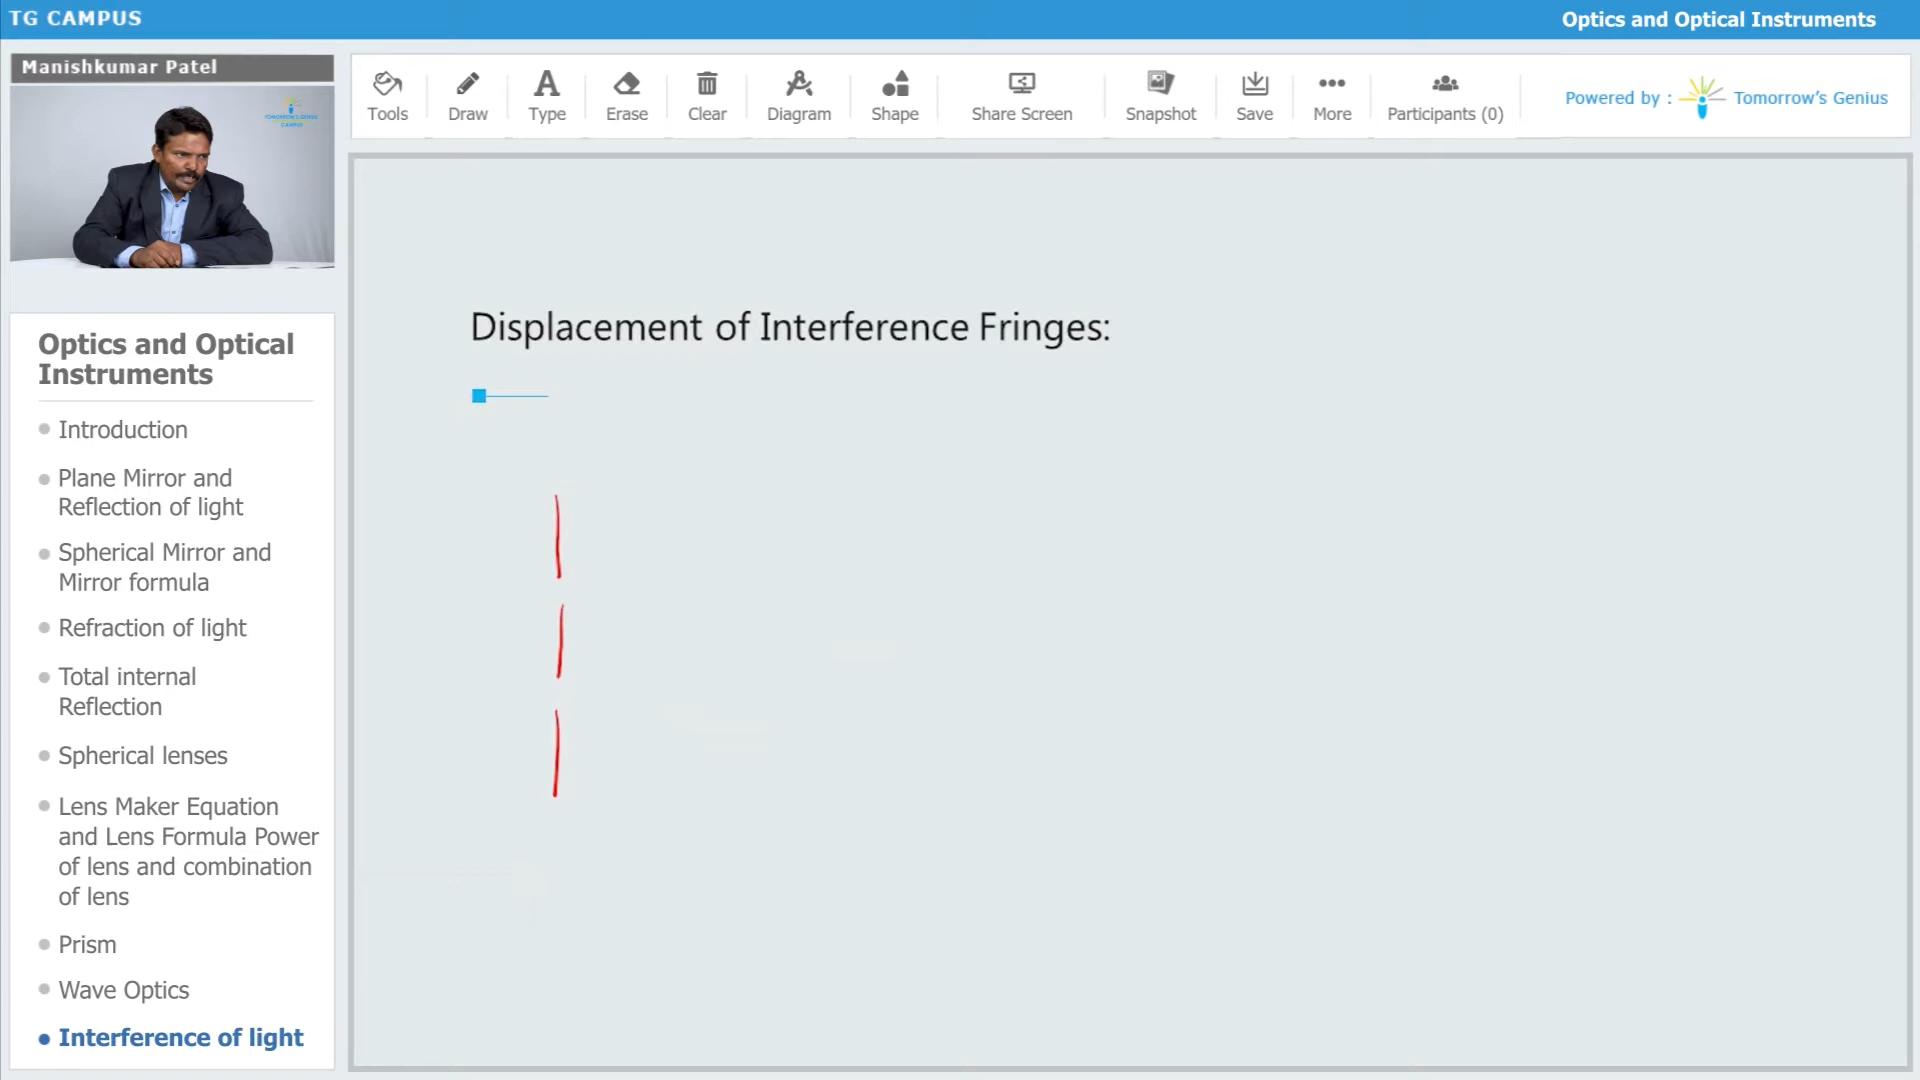 TG CAMPUS
Optics and Optical Instruments
Manishkumar Patel
TOMORROW'S GENIUS
CAMPUS
Tools
Draw
Type
Erase
Clear
Diagram
Shape
Share Screen
Snapshot
Save
More
Participants (0)
Powered by : Tomorrow's Genius
Optics and Optical
Instruments
Introduction
Plane Mirror and
Reflection of light
Spherical Mirror and
Mirror formula
Refraction of light
Total internal
Reflection
Spherical lenses
Lens Maker Equation
and Lens Formula Power
of lens and combination
of lens
Prism
Wave Optics
Interference of light
Displacement of Interference Fringes: